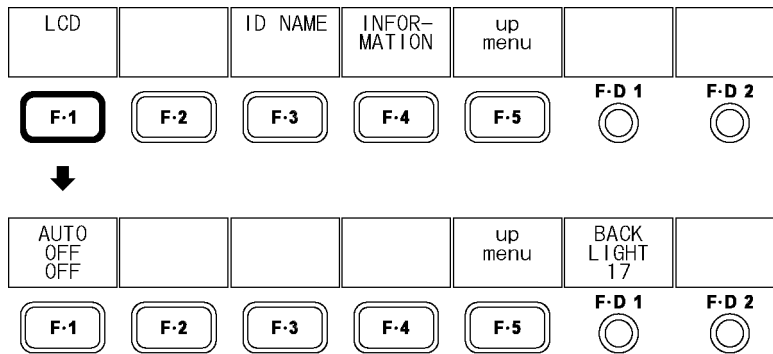 LCD
ID NAME
INFOR-
MATION
up
menu
F·D 1
F·D 2
F·1
F·2
F·3
F·4
F·5
AUTO
OFF
OFF
up
menu
BACK
LIGHT
17
F·D 1
F·D 2
F·1
F·2
F·3
F·4
F·5